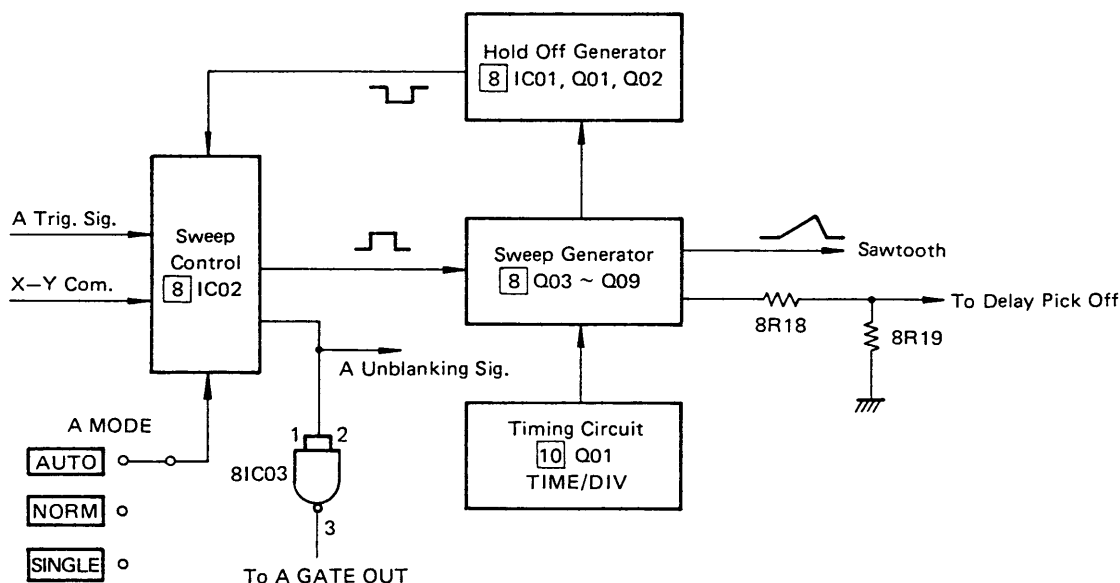 Hold Off Generator
8 IC01, Q01, Q02
A Trig. Sig.
X-Y Com.
Sweep
Control
8 IC02
Sweep Generator
8 Q03 ~ Q09
Sawtooth
To Delay Pick Off
8R18
8R19
A Unblanking Sig.
Timing Circuit
10 Q01
TIME/DIV
A MODE
AUTO
NORM
SINGLE
1 2
8IC03
3
To A GATE OUT